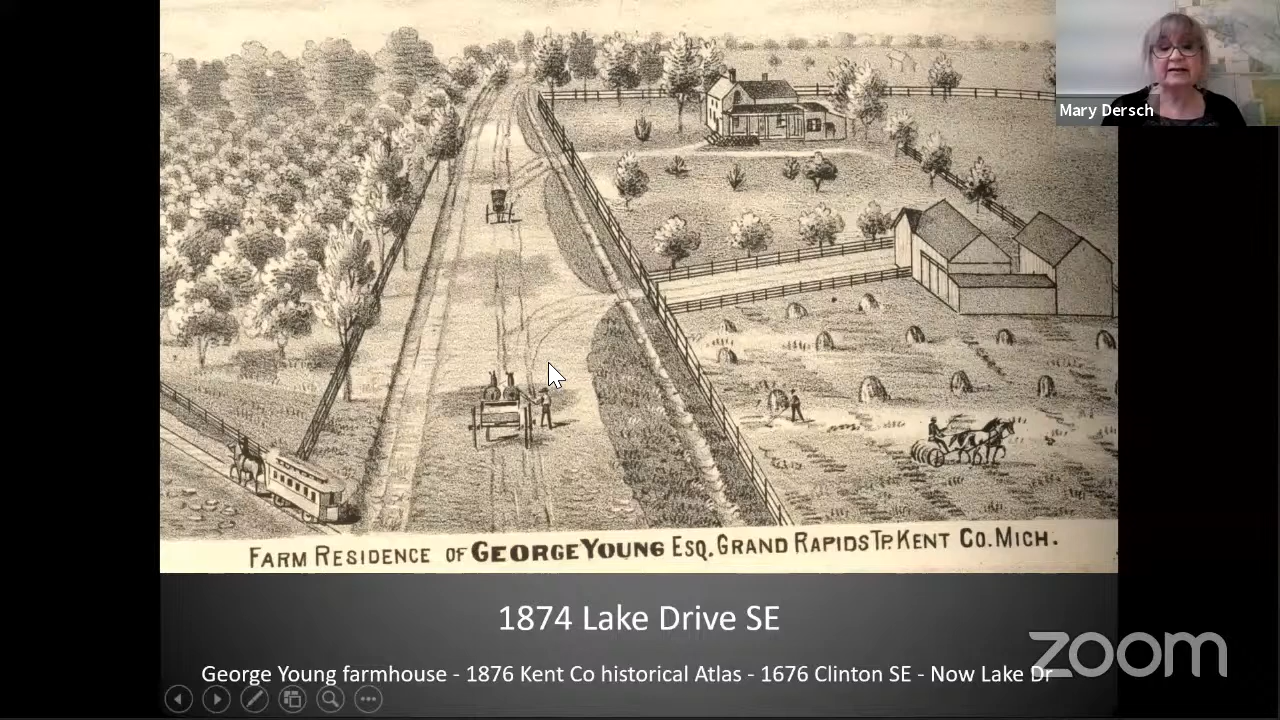 Mary Dersch
FARM RESIDENCE OF GEORGE YOUNG ESQ. GRAND RAPIDS TP. KENT CO. MICH.
1874 Lake Drive SE
George Young farmhouse - 1876 Kent Co historical Atlas - 1676 Clinton SE - Now Lake Dr
zoom